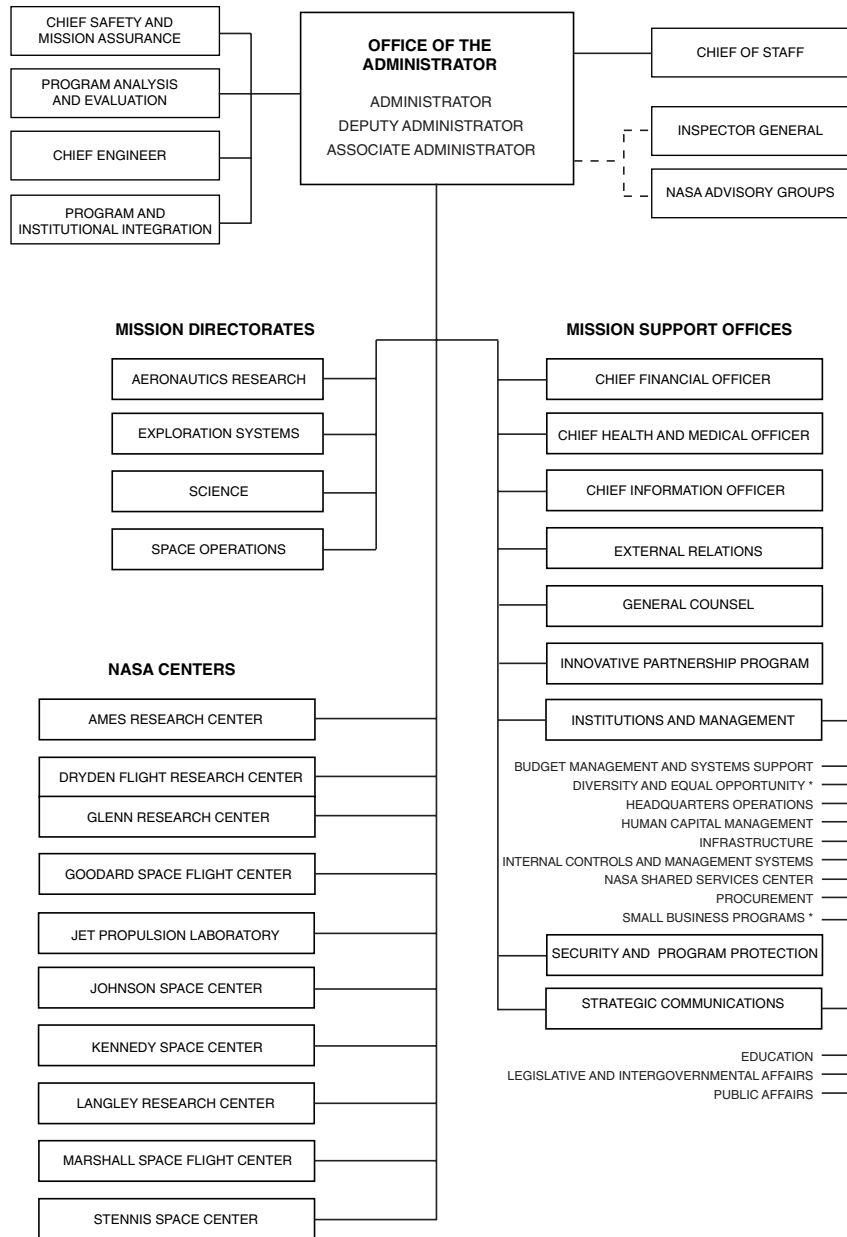 CHIEF SAFETY AND
MISSION ASSURANCE
PROGRAM ANALYSIS
AND EVALUATION
CHIEF ENGINEER
PROGRAM AND
INSTITUTIONAL INTEGRATION
OFFICE OF THE
ADMINISTRATOR
ADMINISTRATOR
DEPUTY ADMINISTRATOR
ASSOCIATE ADMINISTRATOR
CHIEF OF STAFF
INSPECTOR GENERAL
NASA ADVISORY GROUPS
MISSION DIRECTORATES
AERONAUTICS RESEARCH
EXPLORATION SYSTEMS
SCIENCE
SPACE OPERATIONS
NASA CENTERS
AMES RESEARCH CENTER
DRYDEN FLIGHT RESEARCH CENTER
GLENN RESEARCH CENTER
GOODARD SPACE FLIGHT CENTER
JET PROPULSION LABORATORY
JOHNSON SPACE CENTER
KENNEDY SPACE CENTER
LANGLEY RESEARCH CENTER
MARSHALL SPACE FLIGHT CENTER
STENNIS SPACE CENTER
MISSION SUPPORT OFFICES
CHIEF FINANCIAL OFFICER
CHIEF HEALTH AND MEDICAL OFFICER
CHIEF INFORMATION OFFICER
EXTERNAL RELATIONS
GENERAL COUNSEL
INNOVATIVE PARTNERSHIP PROGRAM
INSTITUTIONS AND MANAGEMENT
BUDGET MANAGEMENT AND SYSTEMS SUPPORT
DIVERSITY AND EQUAL OPPORTUNITY *
HEADQUARTERS OPERATIONS
HUMAN CAPITAL MANAGEMENT
INFRASTRUCTURE
INTERNAL CONTROLS AND MANAGEMENT SYSTEMS
NASA SHARED SERVICES CENTER
PROCUREMENT
SMALL BUSINESS PROGRAMS *
SECURITY AND PROGRAM PROTECTION
STRATEGIC COMMUNICATIONS
EDUCATION
LEGISLATIVE AND INTERGOVERNMENTAL AFFAIRS
PUBLIC AFFAIRS